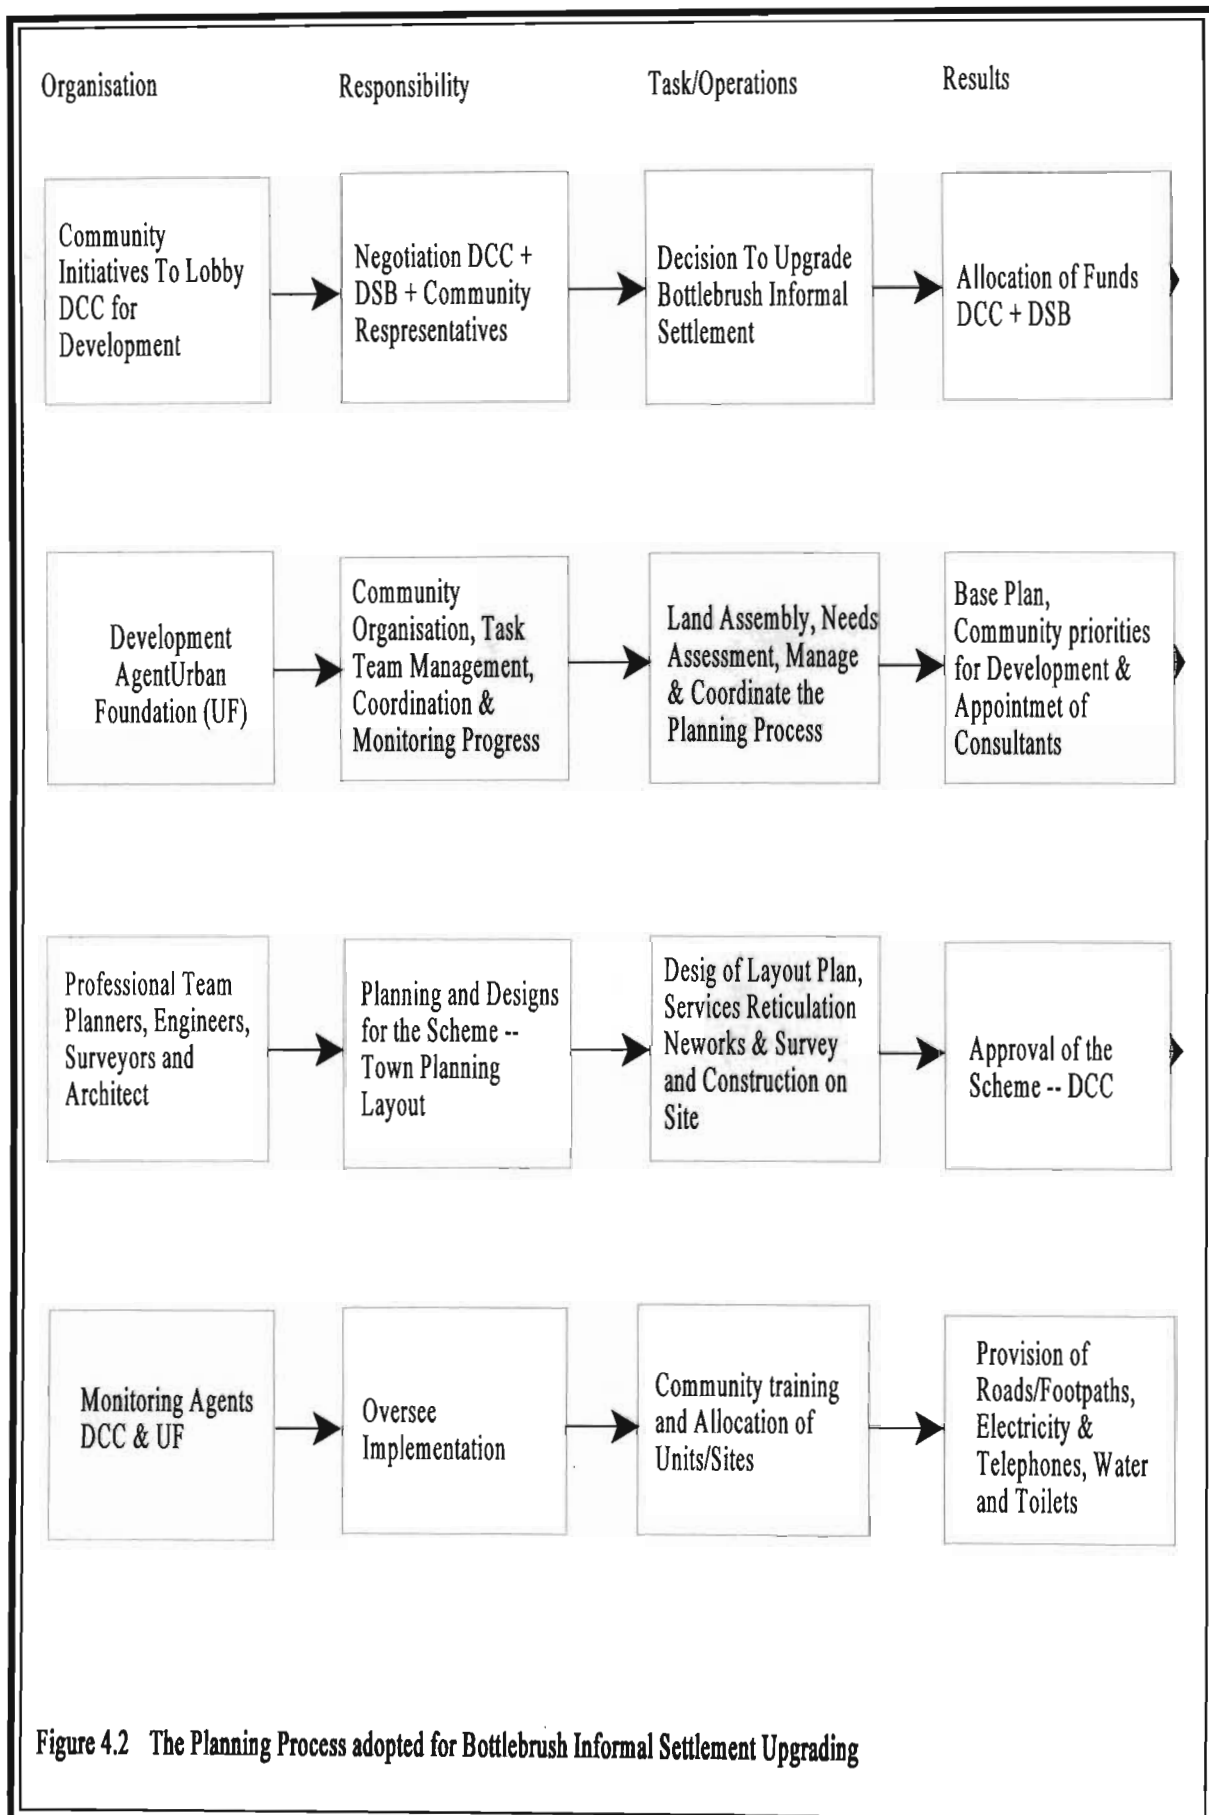 Organisation
Responsibility
Task/Operations
Results
Community
Initiatives To Lobby
DCC for
Development
Negotiation DCC +
DSB + Community
Respresentatives
Decision To Upgrade
Bottlebrush Informal
Settlement
Allocation of Funds
DCC + DSB
Development
AgentUrban
Foundation (UF)
Community
Organisation, Task
Team Management,
Coordination &
Monitoring Progress
Land Assembly, Needs
Assessment, Manage
& Coordinate the
Planning Process
Base Plan,
Community priorities
for Development &
Appointmet of
Consultants
Professional Team
Planners, Engineers,
Surveyors and
Architect
Planning and Designs
for the Scheme --
Town Planning
Layout
Desig of Layout Plan,
Services Reticulation
Neworks & Survey
and Construction on
Site
Approval of the
Scheme -- DCC
Monitoring Agents
DCC & UF
Oversee
Implementation
Community training
and Allocation of
Units/Sites
Provision of
Roads/Footpaths,
Electricity &
Telephones, Water
and Toilets
Figure 4.2 The Planning Process adopted for Bottlebrush Informal Settlement Upgrading